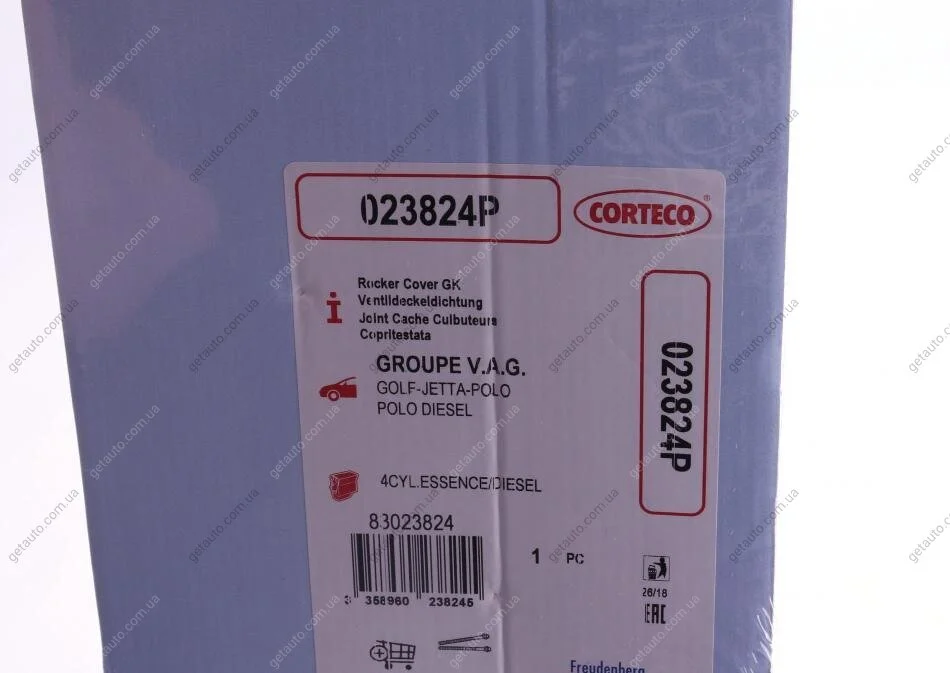 023824P
CORTECO®
Rocker Cover GK
Ventildeckeldichtung
Joint Cache Culbuteurs
Copritestata
GROUPE V.A.G.
GOLF-JETTA-POLO
POLO DIESEL
4CYL.ESSENCE/DIESEL
83023824
3 358960 238245
1 PC
26/18
EAC
Freudenberg
023824P
getauto.com.ua